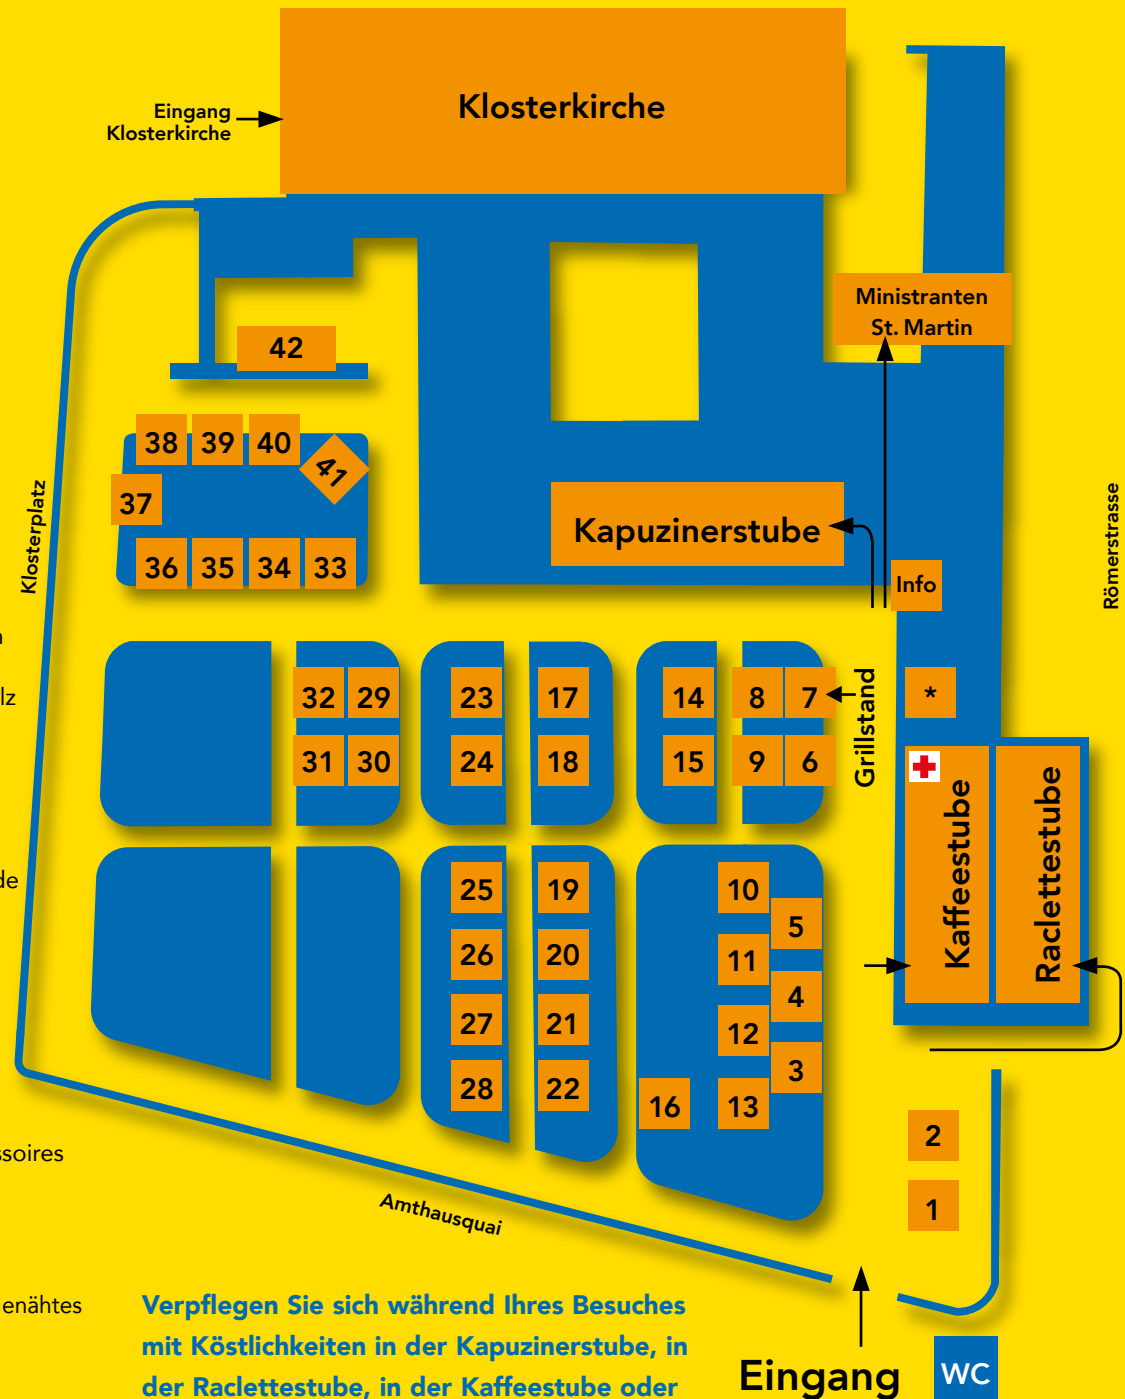 Klosterkirche
Eingang
Klosterkirche
Ministranten
St. Martin
42
38 39 40
41
37
Klosterplatz
Kapuzinerstube
Römerstrasse
36 35 34 33
Info
32 29 23 17 14 8 7
Grillstand
*
31 30 24 18 15 9 6
Kaffeestube
Raclettestube
lz
de
25 19 10
5
26 20 11
4
27 21 12
3
28 22 16 13
2
ssoires
1
Amthausquai
enähtes
Verpflegen Sie sich während Ihres Besuches
mit Köstlichkeiten in der Kapuzinerstube, in
der Raclettestube, in der Kaffeestube oder
Eingang
WC